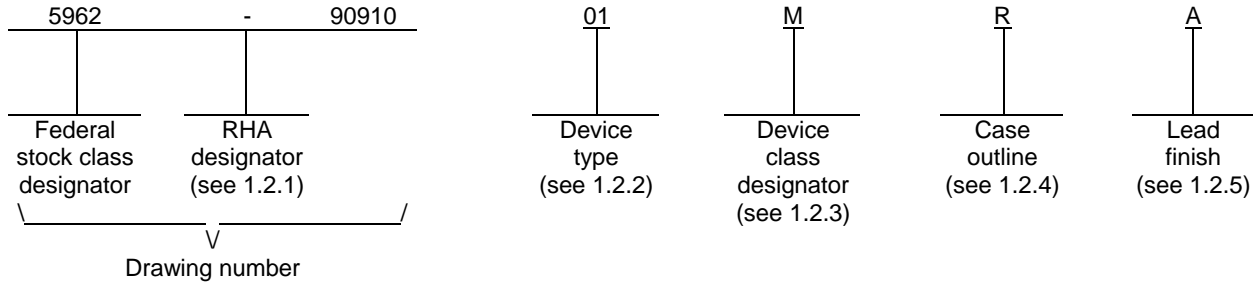 5962 - 90910 01 M R A
Federal stock class designator
RHA designator (see 1.2.1)
Device type (see 1.2.2)
Device class designator (see 1.2.3)
Case outline (see 1.2.4)
Lead finish (see 1.2.5)
Drawing number